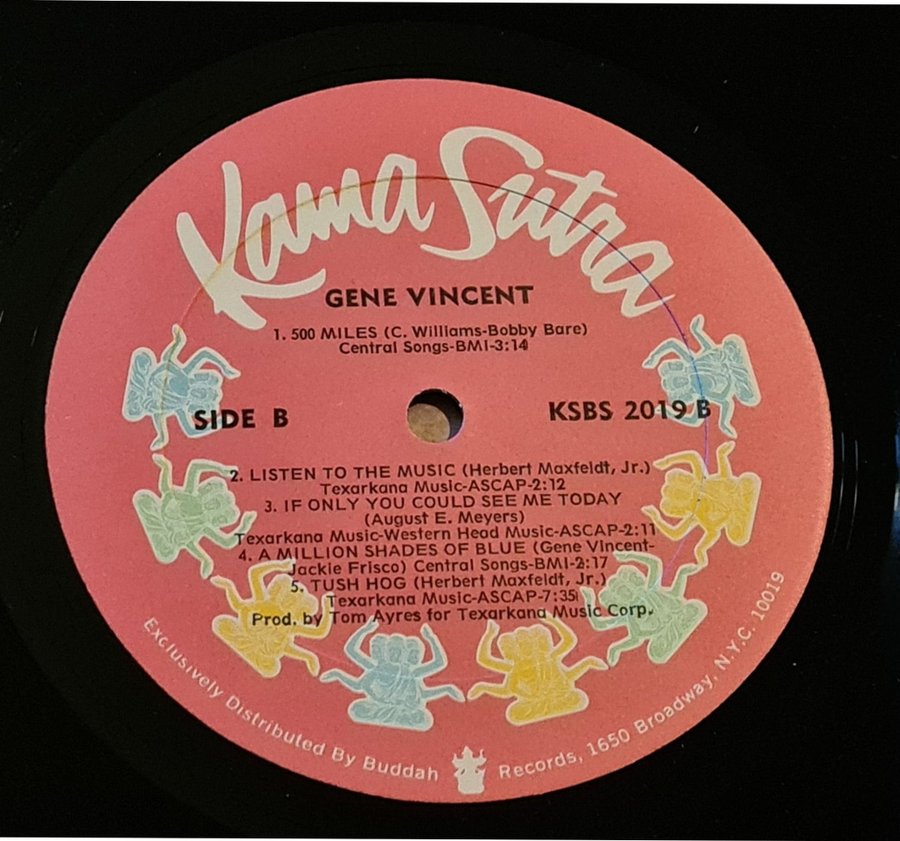 Kama Sutra
GENE VINCENT
1. 500 MILES (C. Williams-Bobby Bare)
Central Songs-BMI-3:14
SIDE B
KSBS 2019 B
2. LISTEN TO THE MUSIC (Herbert Maxfeldt, Jr.)
Texarkana Music-ASCAP-2:12
3. IF ONLY YOU COULD SEE ME TODAY
(August E. Meyers)
Texarkana Music-Western Head Music-ASCAP-2:11
4. A MILLION SHADES OF BLUE (Gene Vincent-
Jackie Frisco) Central Songs-BMI-2:17
5. TUSH HOG (Herbert Maxfeldt, Jr.)
Texarkana Music-ASCAP-7:35
Prod. by Tom Ayres for Texarkana Music Corp.
Exclusively Distributed By Buddah Records, 1650 Broadway, N.Y.C. 10019